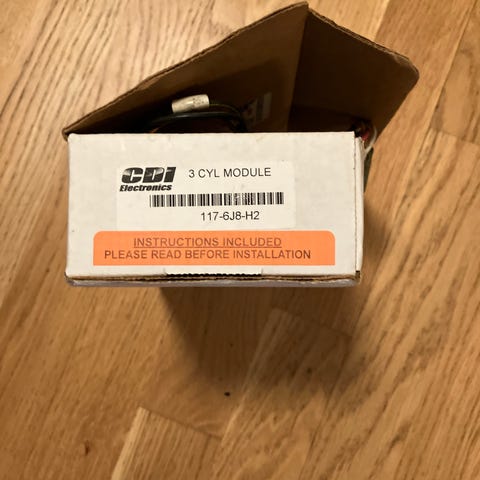 CDI
Electronics
3 CYL MODULE
117-6J8-H2
INSTRUCTIONS INCLUDED
PLEASE READ BEFORE INSTALLATION